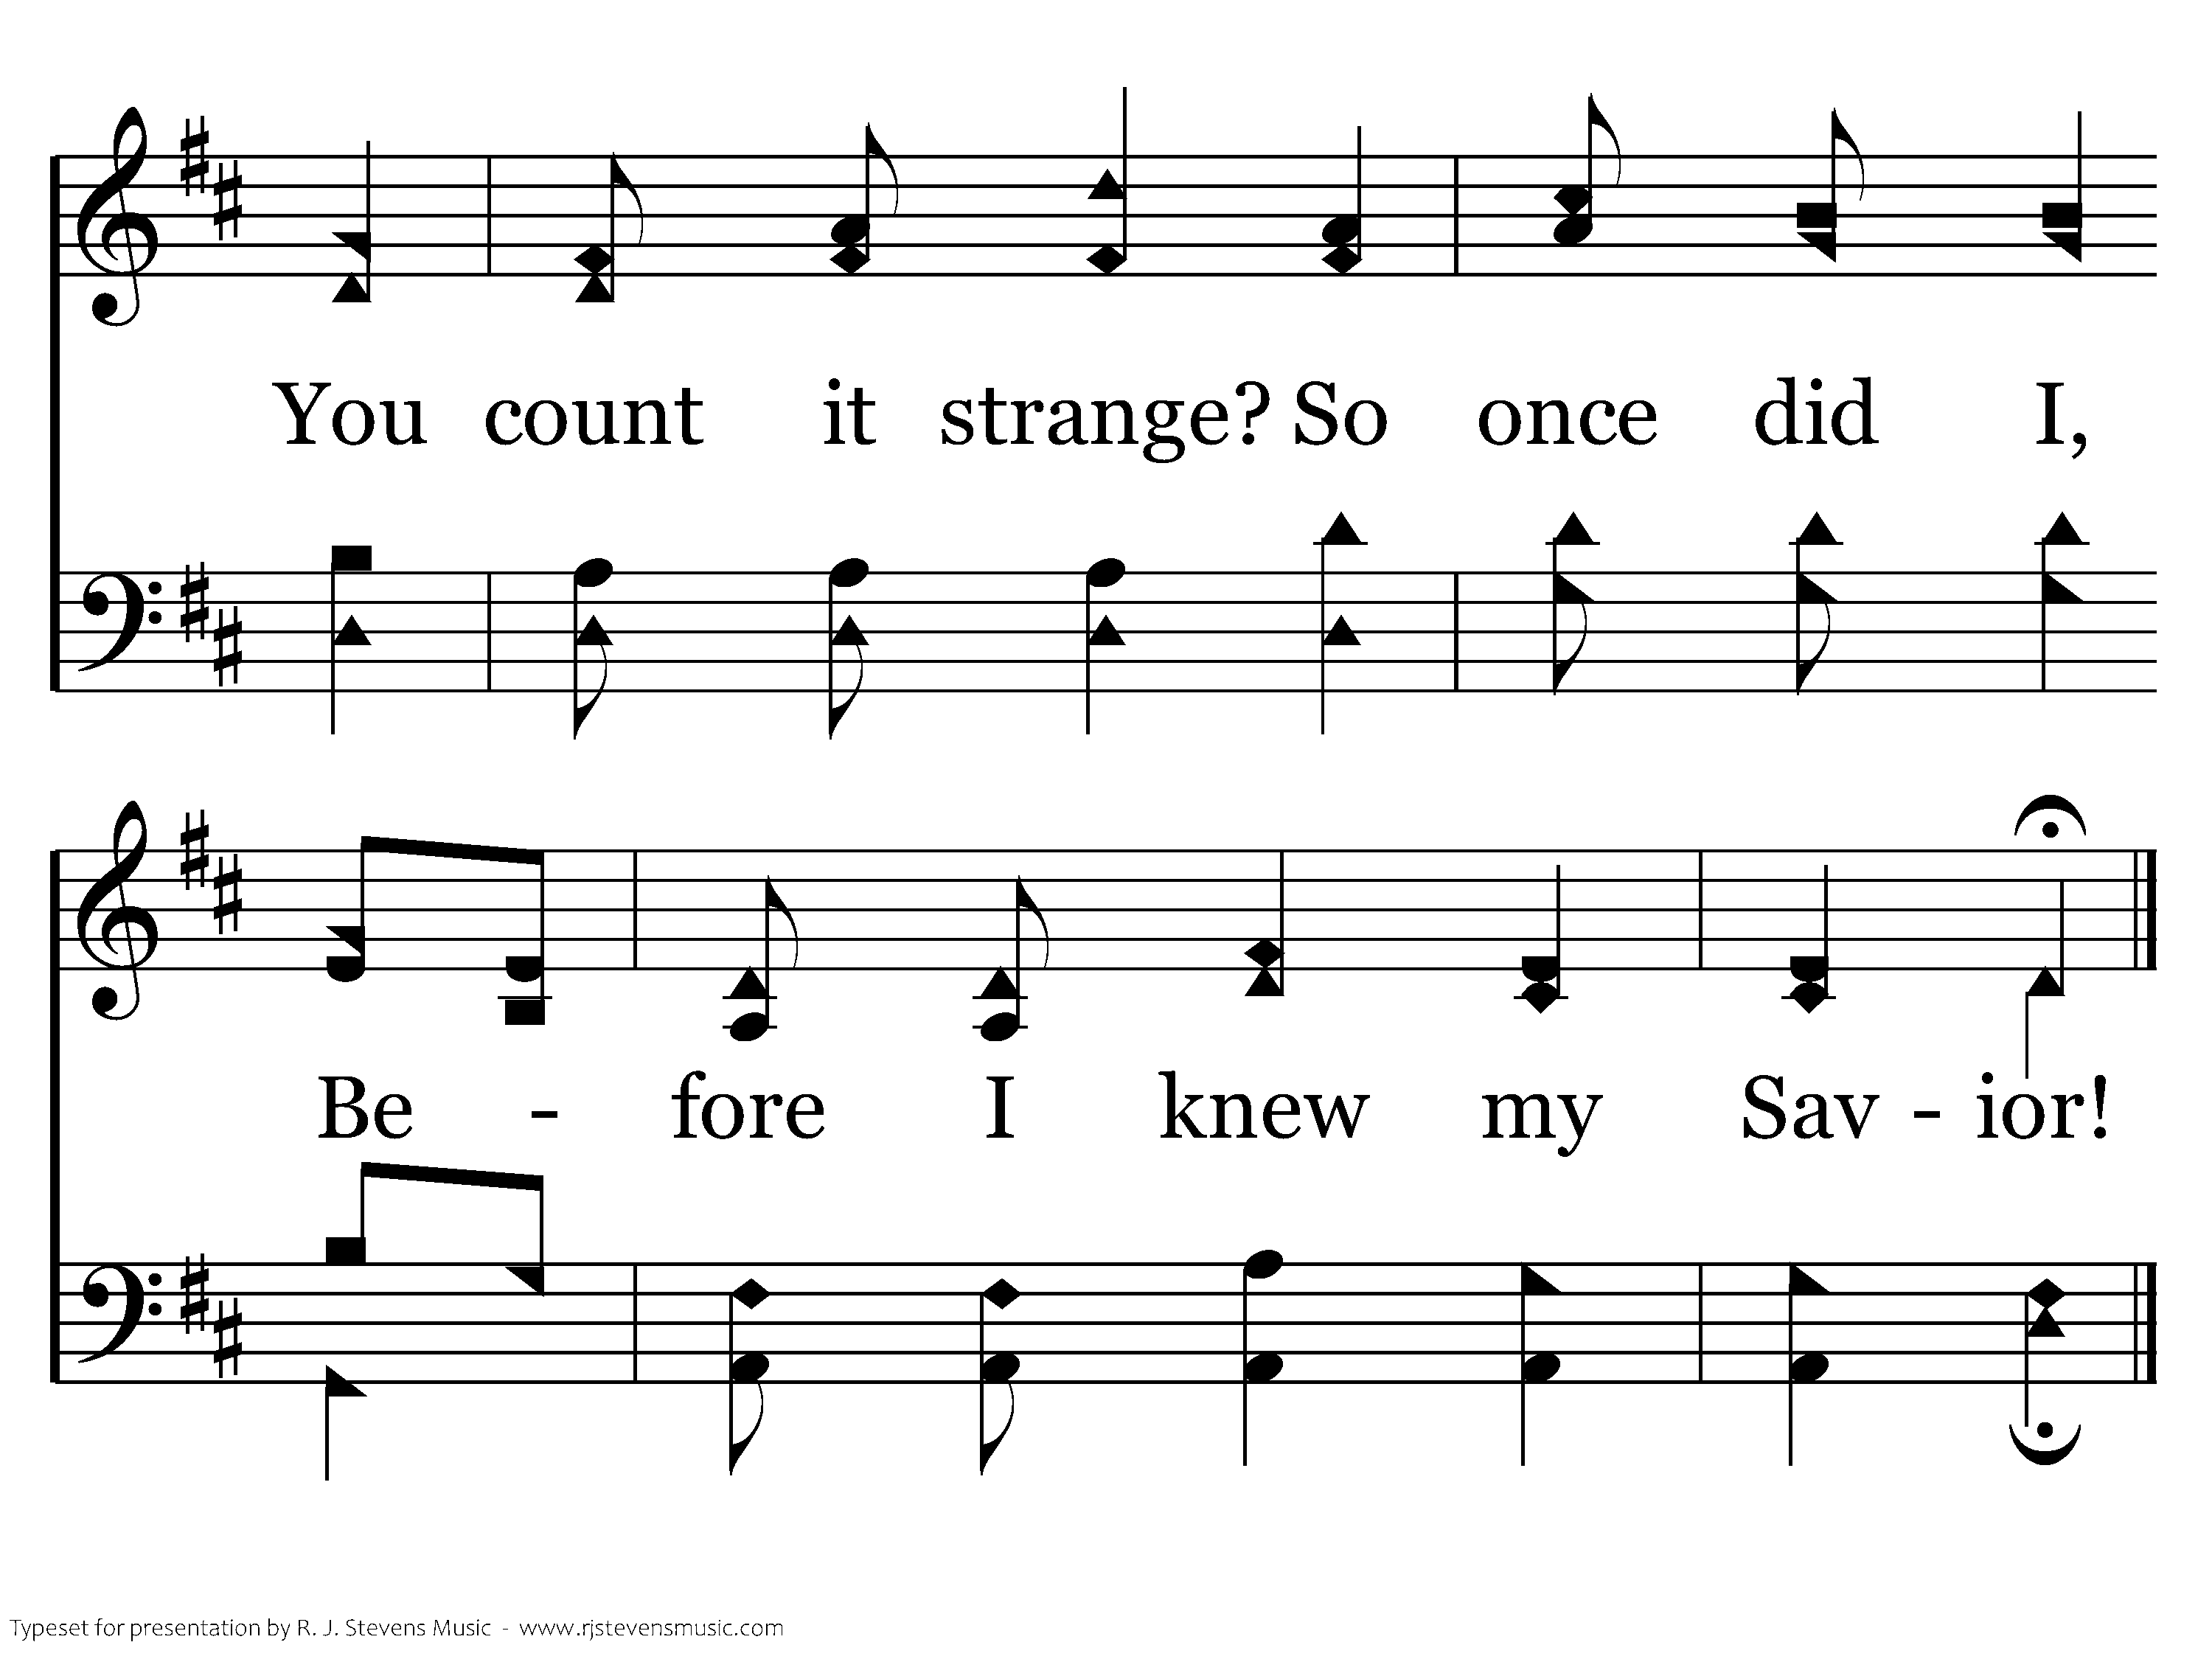 You count it strange? So once did I,
Be - fore I knew my Sav - ior!
Typeset for presentation by R. J. Stevens Music - www.rjstevensmusic.com